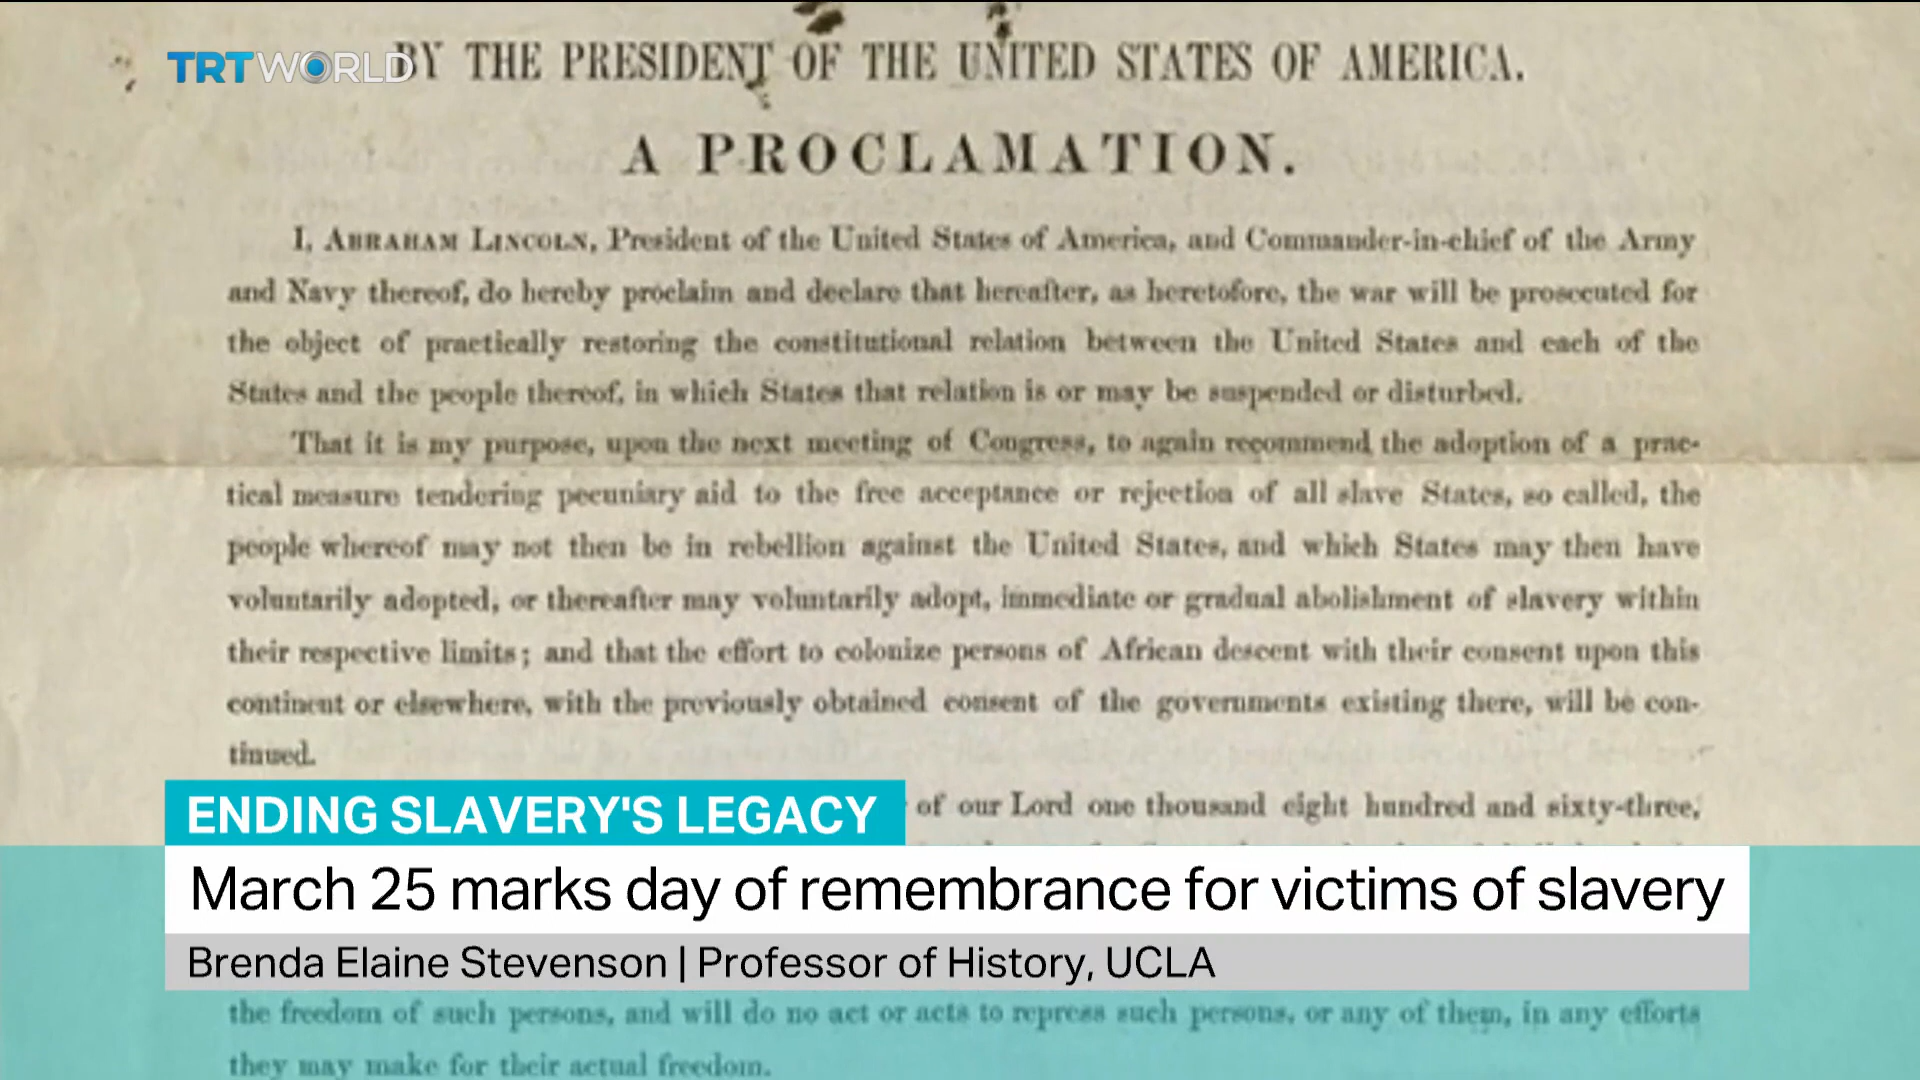 TRT WORLD
BY THE PRESIDENT OF THE UNITED STATES OF AMERICA.
A PROCLAMATION.
I, ABRAHAM LINCOLN, President of the United States of America, and Commander-in-chief of the Army
and Navy thereof, do hereby proclaim and declare that hereafter, as heretofore, the war will be prosecuted for
the object of practically restoring the constitutional relation between the United States and each of the
States and the people thereof, in which States that relation is or may be suspended or disturbed.
That it is my purpose, upon the next meeting of Congress, to again recommend the adoption of a prac-
tical measure tendering pecuniary aid to the free acceptance or rejection of all slave States, so called, the
people whereof may not then be in rebellion against the United States, and which States may then have
voluntarily adopted, or thereafter may voluntarily adopt, immediate or gradual abolishment of slavery within
their respective limits; and that the effort to colonize persons of African descent with their consent upon this
continent or elsewhere, with the previously obtained consent of the governments existing there, will be con-
tinued.
of our Lord one thousand eight hundred and sixty-three,
ENDING SLAVERY'S LEGACY
March 25 marks day of remembrance for victims of slavery
Brenda Elaine Stevenson | Professor of History, UCLA
the freedom of such persons, and will do no act or acts to repress such persons, or any of them, in any efforts
they may make for their actual freedom.